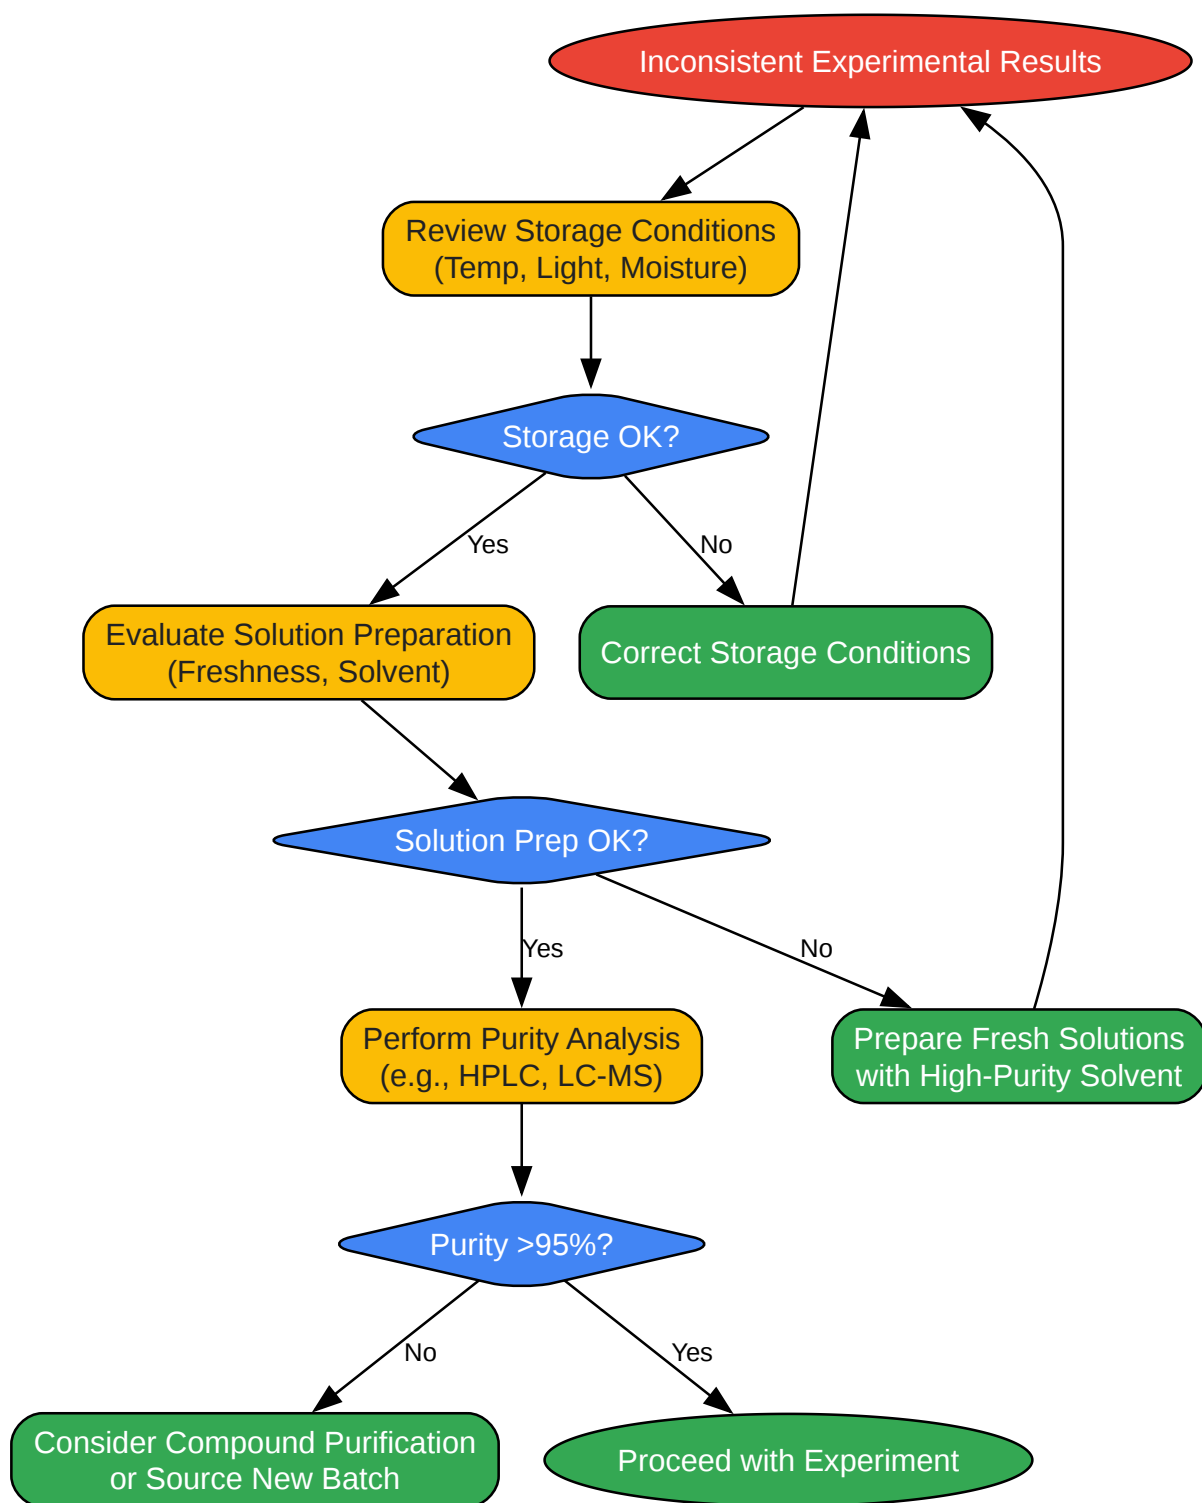 Inconsistent Experimental Results
Review Storage Conditions
(Temp, Light, Moisture)
Storage OK?
Yes
No
Evaluate Solution Preparation
(Freshness, Solvent)
Correct Storage Conditions
Solution Prep OK?
Yes
No
Perform Purity Analysis
(e.g., HPLC, LC-MS)
Prepare Fresh Solutions
with High-Purity Solvent
Purity >95%?
No
Yes
Consider Compound Purification
or Source New Batch
Proceed with Experiment